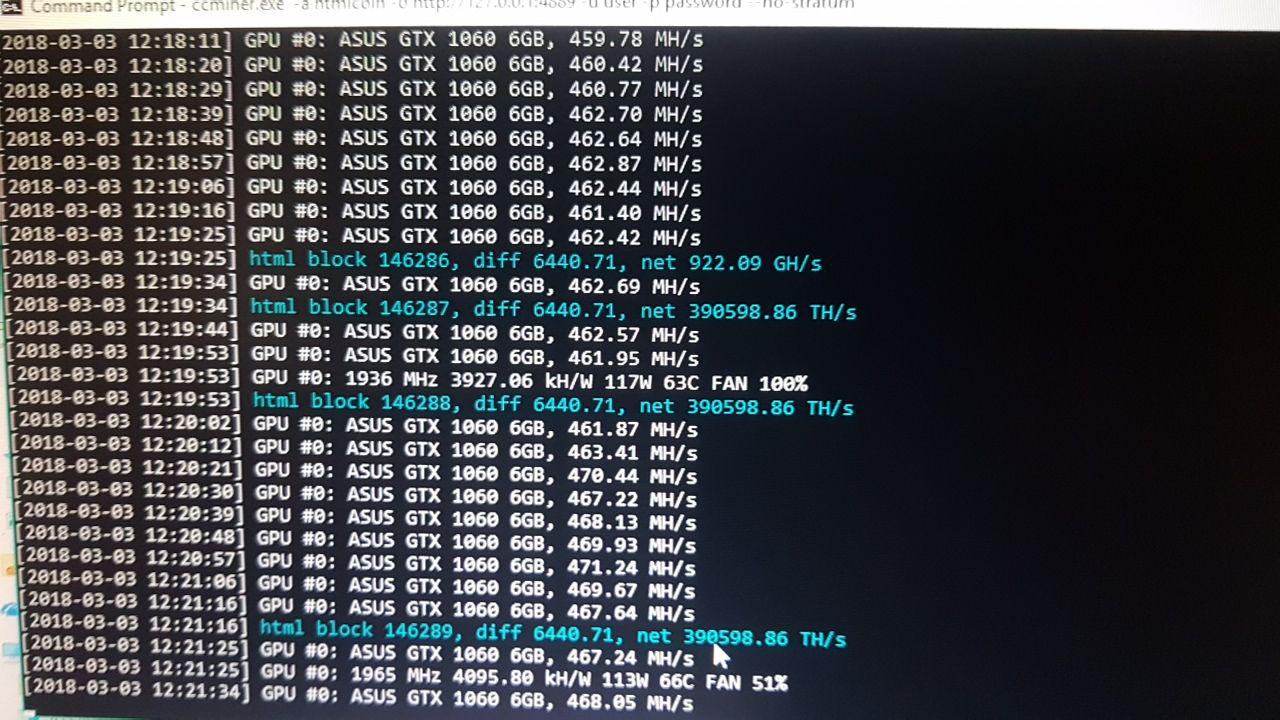 Command Prompt - ccminer.exe -a htmlcoin -o http://127.0.0.1:4889 -u user -p password --no-stratum
[2018-03-03 12:18:11] GPU #0: ASUS GTX 1060 6GB, 459.78 MH/s
[2018-03-03 12:18:20] GPU #0: ASUS GTX 1060 6GB, 460.42 MH/s
[2018-03-03 12:18:29] GPU #0: ASUS GTX 1060 6GB, 460.77 MH/s
[2018-03-03 12:18:39] GPU #0: ASUS GTX 1060 6GB, 462.70 MH/s
[2018-03-03 12:18:48] GPU #0: ASUS GTX 1060 6GB, 462.64 MH/s
[2018-03-03 12:18:57] GPU #0: ASUS GTX 1060 6GB, 462.87 MH/s
[2018-03-03 12:19:06] GPU #0: ASUS GTX 1060 6GB, 462.44 MH/s
[2018-03-03 12:19:16] GPU #0: ASUS GTX 1060 6GB, 461.40 MH/s
[2018-03-03 12:19:25] GPU #0: ASUS GTX 1060 6GB, 462.42 MH/s
[2018-03-03 12:19:25] html block 146286, diff 6440.71, net 922.09 GH/s
[2018-03-03 12:19:34] GPU #0: ASUS GTX 1060 6GB, 462.69 MH/s
[2018-03-03 12:19:34] html block 146287, diff 6440.71, net 390598.86 TH/s
[2018-03-03 12:19:44] GPU #0: ASUS GTX 1060 6GB, 462.57 MH/s
[2018-03-03 12:19:53] GPU #0: ASUS GTX 1060 6GB, 461.95 MH/s
[2018-03-03 12:19:53] GPU #0: 1936 MHz 3927.06 kH/W 117W 63C FAN 100%
[2018-03-03 12:19:53] html block 146288, diff 6440.71, net 390598.86 TH/s
[2018-03-03 12:20:02] GPU #0: ASUS GTX 1060 6GB, 461.87 MH/s
[2018-03-03 12:20:12] GPU #0: ASUS GTX 1060 6GB, 463.41 MH/s
[2018-03-03 12:20:21] GPU #0: ASUS GTX 1060 6GB, 470.44 MH/s
[2018-03-03 12:20:30] GPU #0: ASUS GTX 1060 6GB, 467.22 MH/s
[2018-03-03 12:20:39] GPU #0: ASUS GTX 1060 6GB, 468.13 MH/s
[2018-03-03 12:20:48] GPU #0: ASUS GTX 1060 6GB, 469.93 MH/s
[2018-03-03 12:20:57] GPU #0: ASUS GTX 1060 6GB, 471.24 MH/s
[2018-03-03 12:21:06] GPU #0: ASUS GTX 1060 6GB, 469.67 MH/s
[2018-03-03 12:21:16] GPU #0: ASUS GTX 1060 6GB, 467.64 MH/s
[2018-03-03 12:21:16] html block 146289, diff 6440.71, net 390598.86 TH/s
[2018-03-03 12:21:25] GPU #0: ASUS GTX 1060 6GB, 467.24 MH/s
[2018-03-03 12:21:25] GPU #0: 1965 MHz 4095.80 kH/W 113W 66C FAN 51%
[2018-03-03 12:21:34] GPU #0: ASUS GTX 1060 6GB, 468.05 MH/s